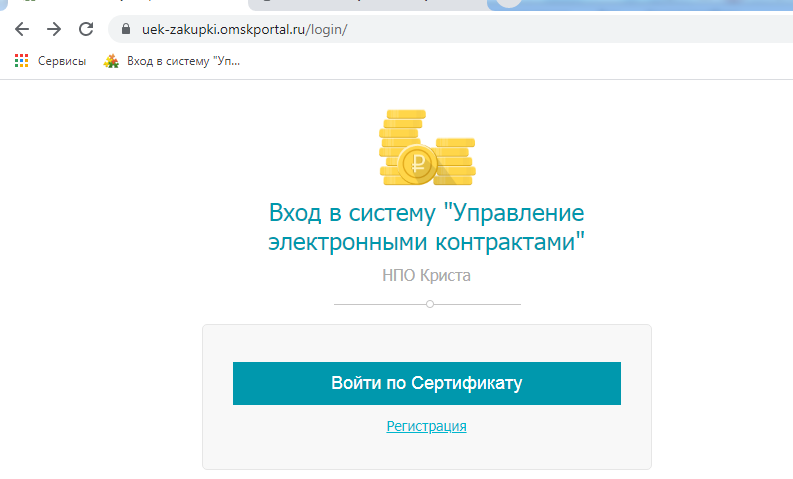 uek-zakupki.omskportal.ru/login/
Сервисы Вход в систему "Уп...
₽
Вход в систему "Управление
электронными контрактами"
НПО Криста
Войти по Сертификату
Регистрация